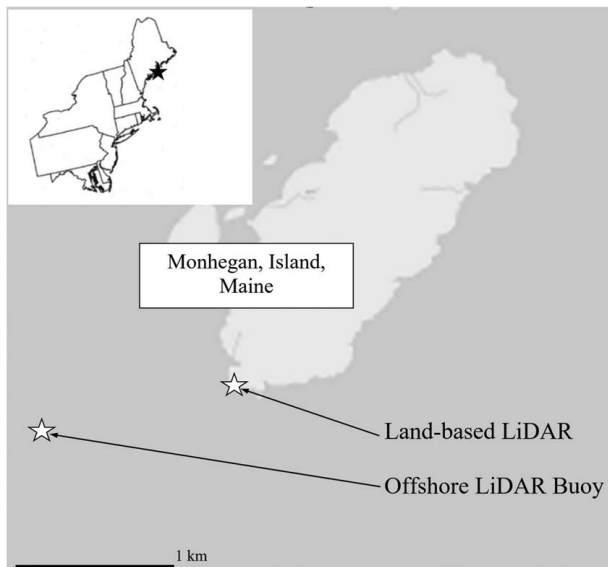 Monhegan, Island,
Maine
Land-based LiDAR
Offshore LiDAR Buoy
1 km